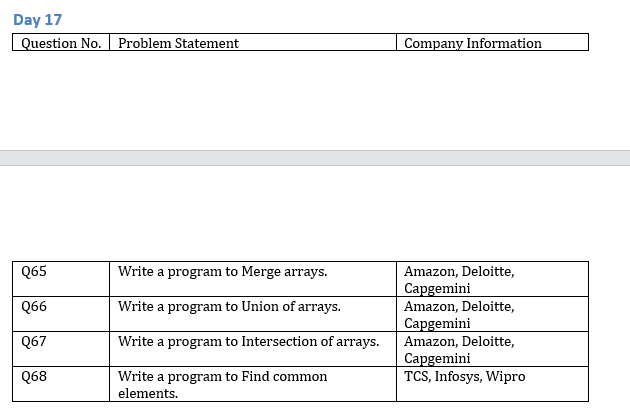 Day 17
Question No. Problem Statement Company Information
Q65 Write a program to Merge arrays. Amazon, Deloitte,
Capgemini
Q66 Write a program to Union of arrays. Amazon, Deloitte,
Capgemini
Q67 Write a program to Intersection of arrays. Amazon, Deloitte,
Capgemini
Q68 Write a program to Find common TCS, Infosys, Wipro
elements.